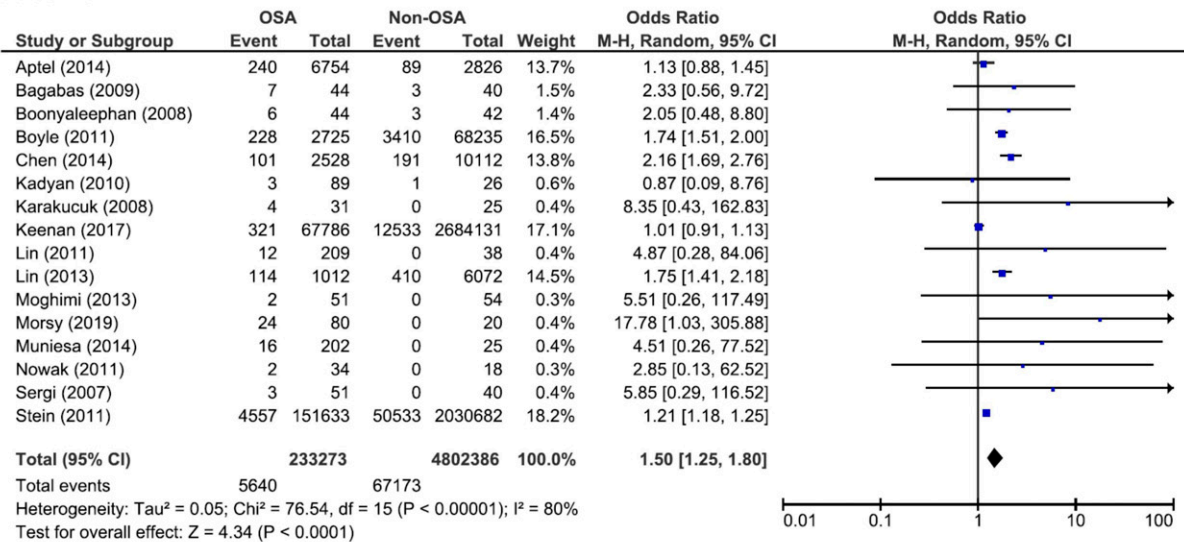 OSA Non-OSA Odds Ratio Odds Ratio
Study or Subgroup Event Total Event Total Weight M-H, Random, 95% CI M-H, Random, 95% CI
Aptel (2014) 240 6754 89 2826 13.7% 1.13 [0.88, 1.45]
Bagabas (2009) 7 44 3 40 1.5% 2.33 [0.56, 9.72]
Boonyaleephan (2008) 6 44 3 42 1.4% 2.05 [0.48, 8.80]
Boyle (2011) 228 2725 3410 68235 16.5% 1.74 [1.51, 2.00]
Chen (2014) 101 2528 191 10112 13.8% 2.16 [1.69, 2.76]
Kadyan (2010) 3 89 1 26 0.6% 0.87 [0.09, 8.76]
Karakucuk (2008) 4 31 0 25 0.4% 8.35 [0.43, 162.83]
Keenan (2017) 321 67786 12533 2684131 17.1% 1.01 [0.91, 1.13]
Lin (2011) 12 209 0 38 0.4% 4.87 [0.28, 84.06]
Lin (2013) 114 1012 410 6072 14.5% 1.75 [1.41, 2.18]
Moghimi (2013) 2 51 0 54 0.3% 5.51 [0.26, 117.49]
Morsy (2019) 24 80 0 20 0.4% 17.78 [1.03, 305.88]
Muniesa (2014) 16 202 0 25 0.4% 4.51 [0.26, 77.52]
Nowak (2011) 2 34 0 18 0.3% 2.85 [0.13, 62.52]
Sergi (2007) 3 51 0 40 0.4% 5.85 [0.29, 116.52]
Stein (2011) 4557 151633 50533 2030682 18.2% 1.21 [1.18, 1.25]
Total (95% CI) 233273 4802386 100.0% 1.50 [1.25, 1.80]
Total events 5640 67173
Heterogeneity: Tau² = 0.05; Chi² = 76.54, df = 15 (P < 0.00001); I² = 80%
Test for overall effect: Z = 4.34 (P < 0.0001)
0.01 0.1 1 10 100